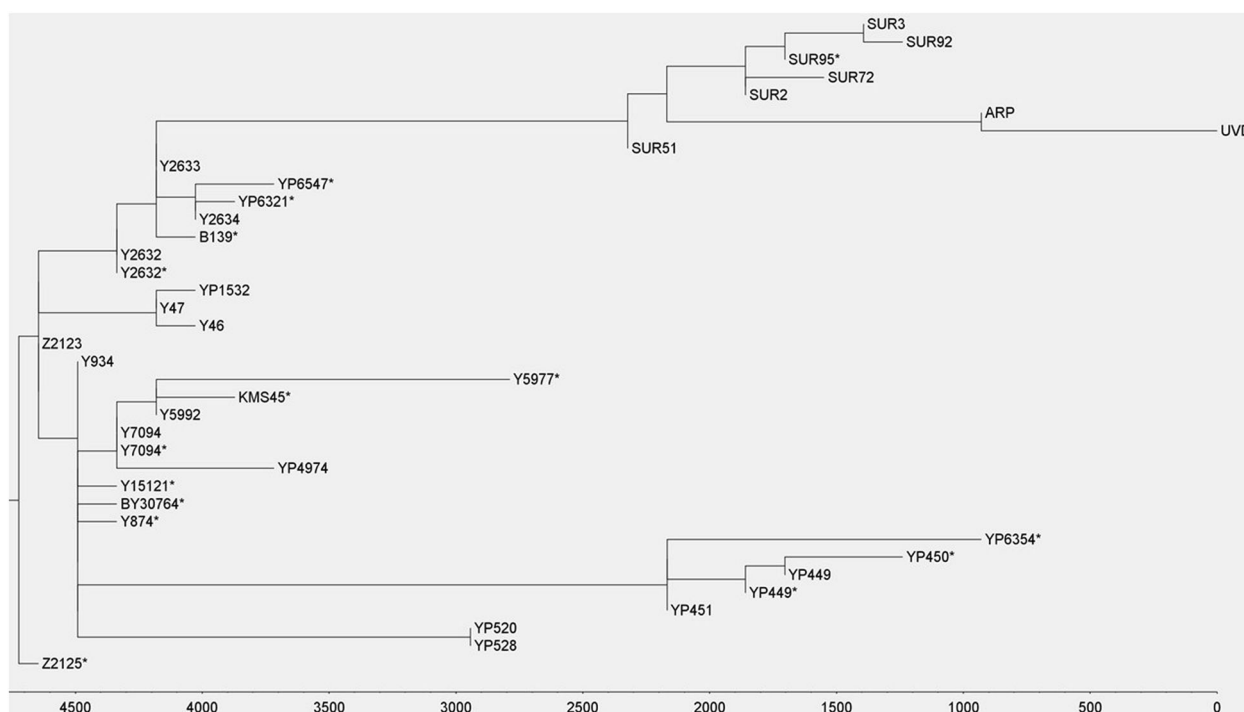 SUR3
SUR92
SUR95*
SUR72
SUR2
ARP
UVD
SUR51
Y2633
YP6547*
YP6321*
Y2634
B139*
Y2632
Y2632*
YP1532
Y47
Y46
Z2123
Y934
Y5977*
KMS45*
Y5992
Y7094
Y7094*
YP4974
Y15121*
BY30764*
Y874*
YP6354*
YP450*
YP449
YP449*
YP451
YP520
YP528
Z2125*
4500 4000 3500 3000 2500 2000 1500 1000 500 0